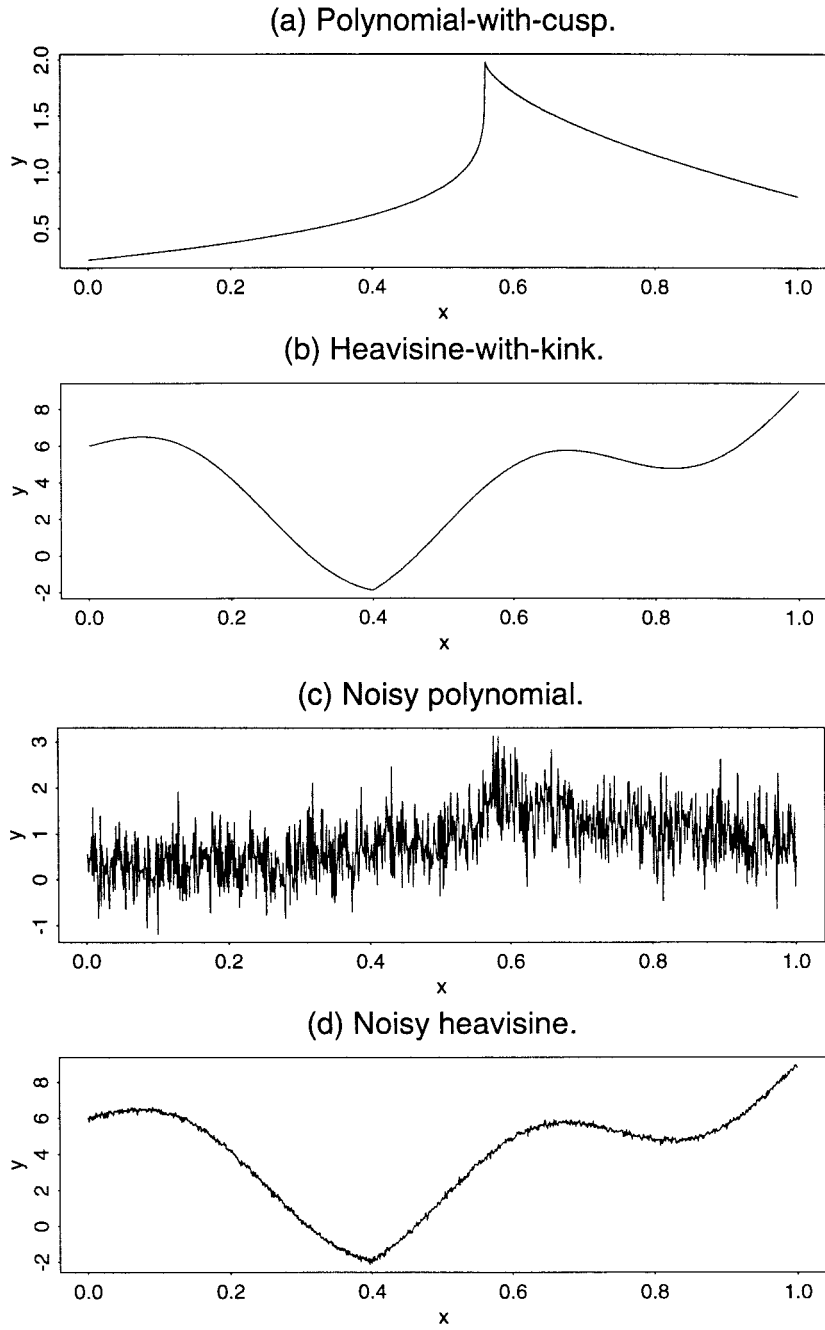 (a) Polynomial-with-cusp.
2.0
1.5
1.0
0.5
y
0.0 0.2 0.4 0.6 0.8 1.0
x
(b) Heavisine-with-kink.
8
6
4
2
0
-2
y
0.0 0.2 0.4 0.6 0.8 1.0
x
(c) Noisy polynomial.
3
2
1
0
-1
y
0.0 0.2 0.4 0.6 0.8 1.0
x
(d) Noisy heavisine.
8
6
4
2
0
-2
y
0.0 0.2 0.4 0.6 0.8 1.0
x